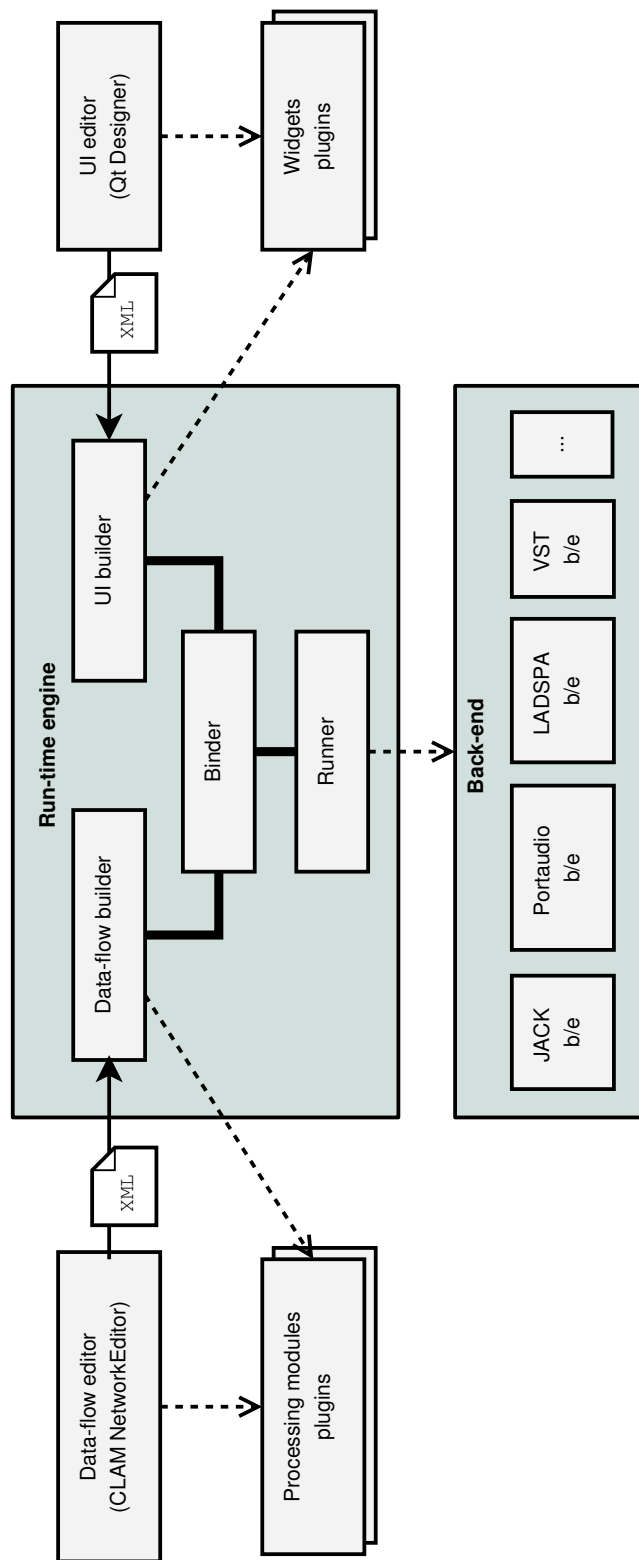 Data-flow editor
(CLAM NetworkEditor)
XML
Run-time engine
Data-flow builder
UI builder
XML
UI editor
(Qt Designer)
Binder
Processing modules
plugins
Widgets
plugins
Runner
Back-end
JACK
b/e
Portaudio
b/e
LADSPA
b/e
VST
b/e
...